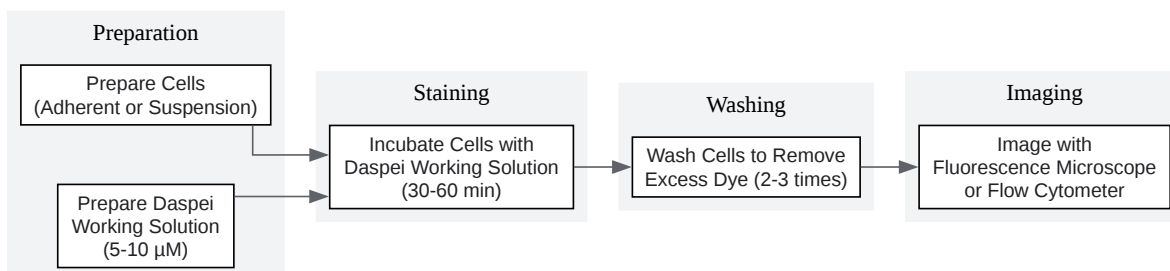 Preparation
Prepare Cells
(Adherent or Suspension)
Prepare Daspei
Working Solution
(5-10 µM)
Staining
Incubate Cells with
Daspei Working Solution
(30-60 min)
Washing
Wash Cells to Remove
Excess Dye (2-3 times)
Imaging
Image with
Fluorescence Microscope
or Flow Cytometer